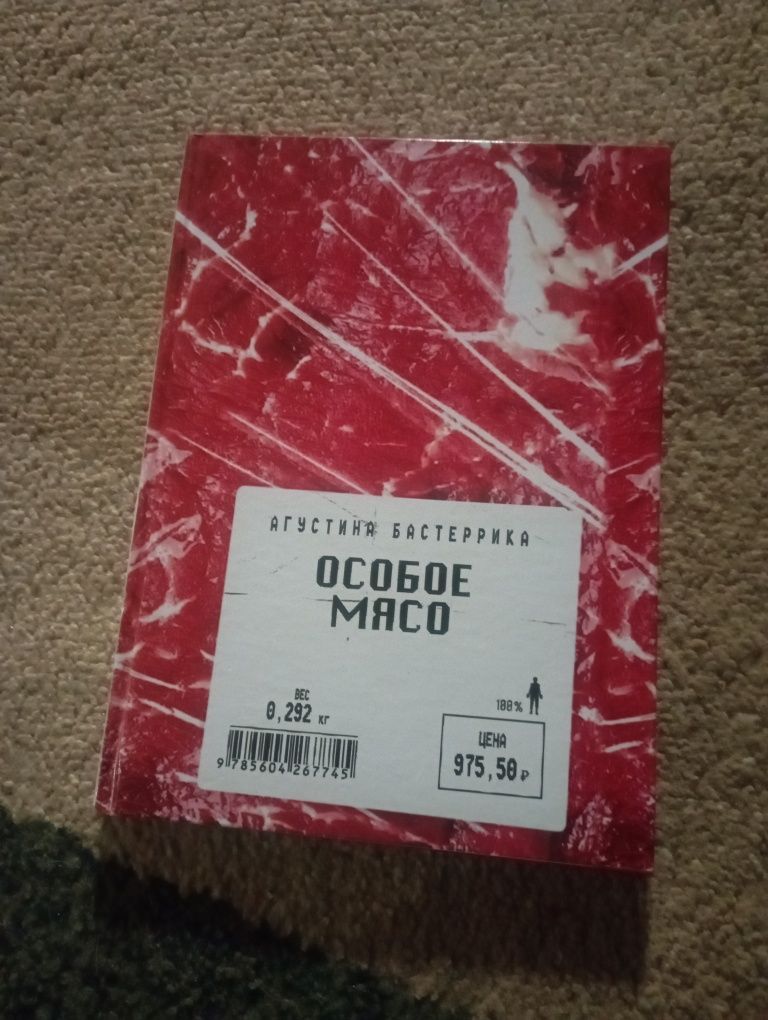 АГУСТИНА БАСТЕРРИКА
ОСОБОЕ
МЯСО
ВЕС
0,292 кг
9 785604 267745
100%
ЦЕНА
975,50 ₽